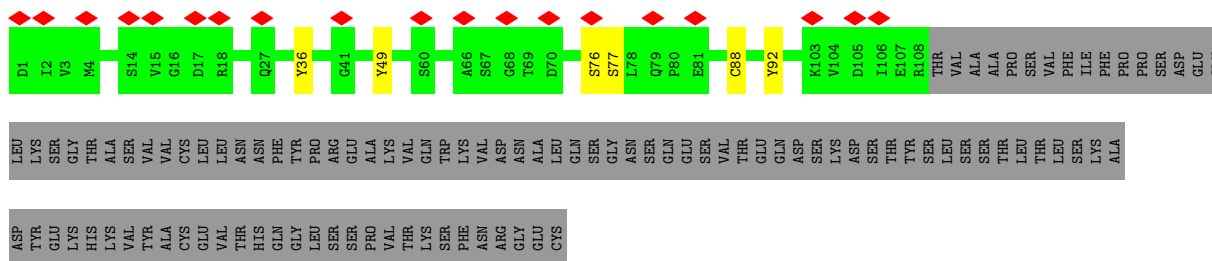 D1 I2 V3 M4 S14 V15 G16 D17 R18 Q27 Y36 G41 Y49 S60 A66 S67 G68 T69 D70 S76 S77 L78 Q79 P80 E81 C88 Y92 K103 V104 D105 I106 E107 R108 THR VAL ALA ALA PRO SER VAL PHE ILE PHE PRO PRO SER ASP GLU
LEU LYS SER GLY THR ALA SER VAL VAL CYS LEU LEU ASN ASN PHE TYR PRO ARG GLU ALA LYS VAL GLN TRP LYS VAL ASP ASN ALA LEU GLN SER GLY ASN SER GLN GLU SER VAL THR GLU GLN ASP SER LYS ASP SER THR TYR SER LEU SER SER THR LEU THR LEU SER LYS ALA
ASP TYR GLU LYS HIS LYS VAL TYR ALA CYS GLU VAL THR HIS GLN GLY LEU SER SER PRO VAL THR LYS SER PHE ASN ARG GLY GLU CYS